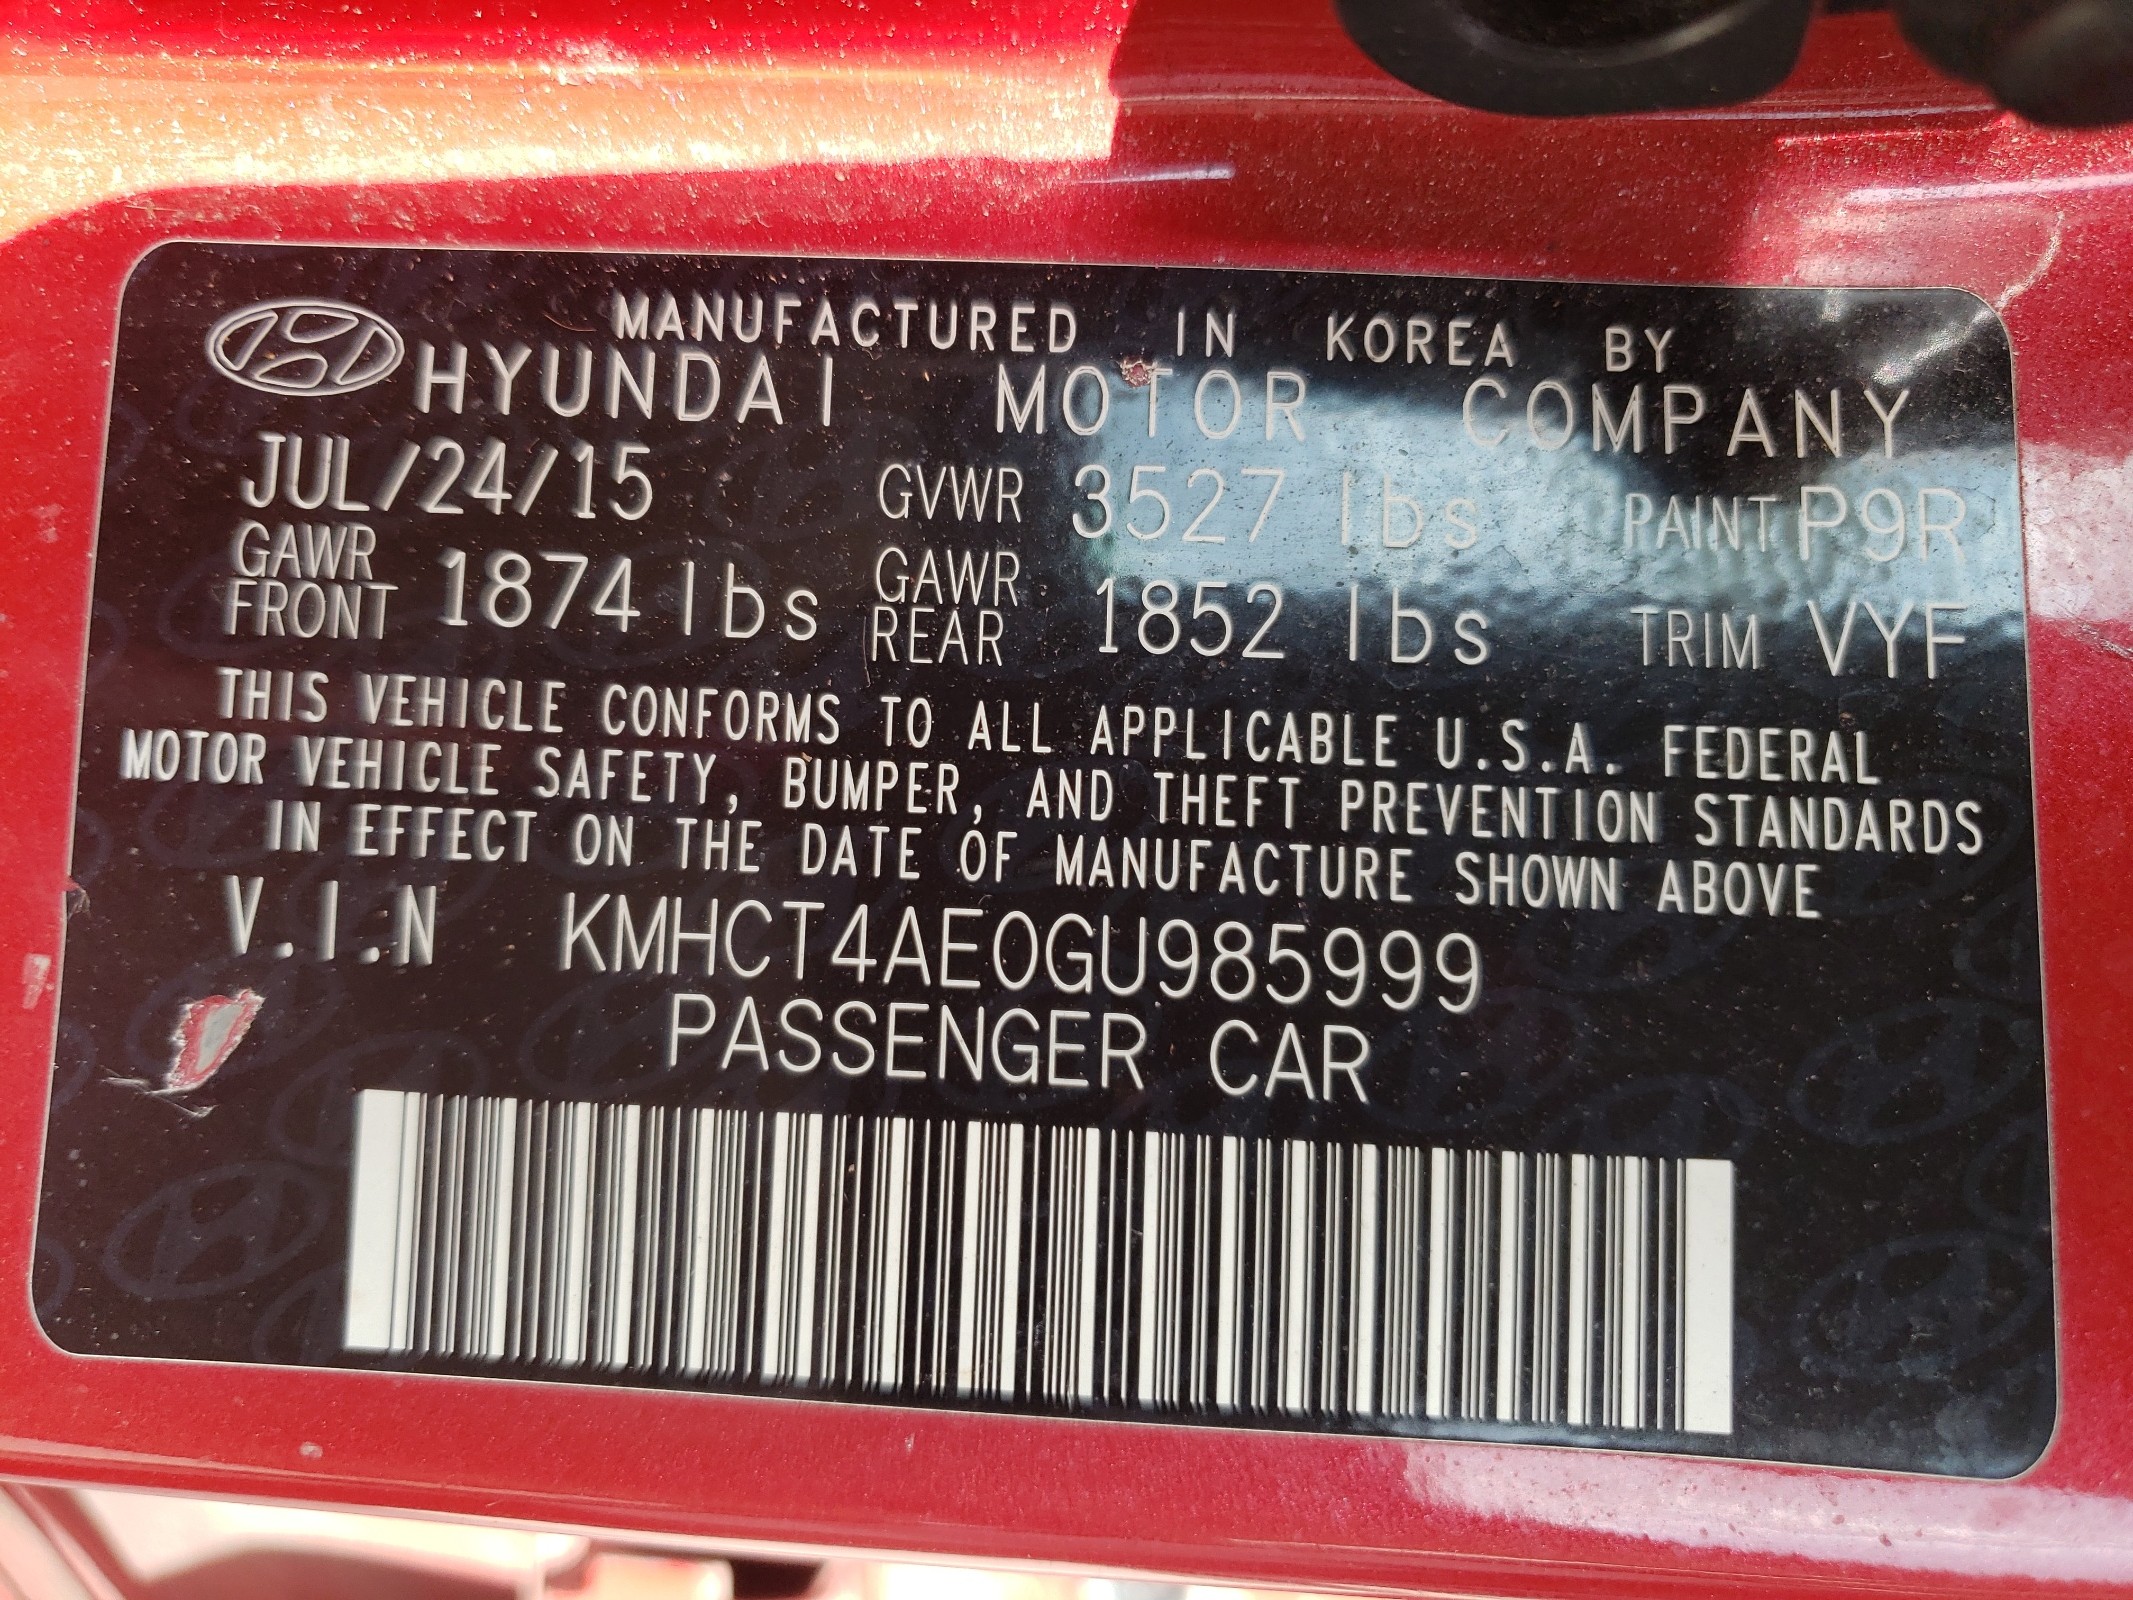 MANUFACTURED IN KOREA BY
HYUNDAI MOTOR COMPANY
JUL/24/15 GVWR 3527 lbs PAINT P9R
GAWR FRONT 1874 lbs GAWR REAR 1852 lbs TRIM VYF
THIS VEHICLE CONFORMS TO ALL APPLICABLE U.S.A. FEDERAL
MOTOR VEHICLE SAFETY, BUMPER, AND THEFT PREVENTION STANDARDS
IN EFFECT ON THE DATE OF MANUFACTURE SHOWN ABOVE
V.I.N KMHCT4AE0GU985999
PASSENGER CAR